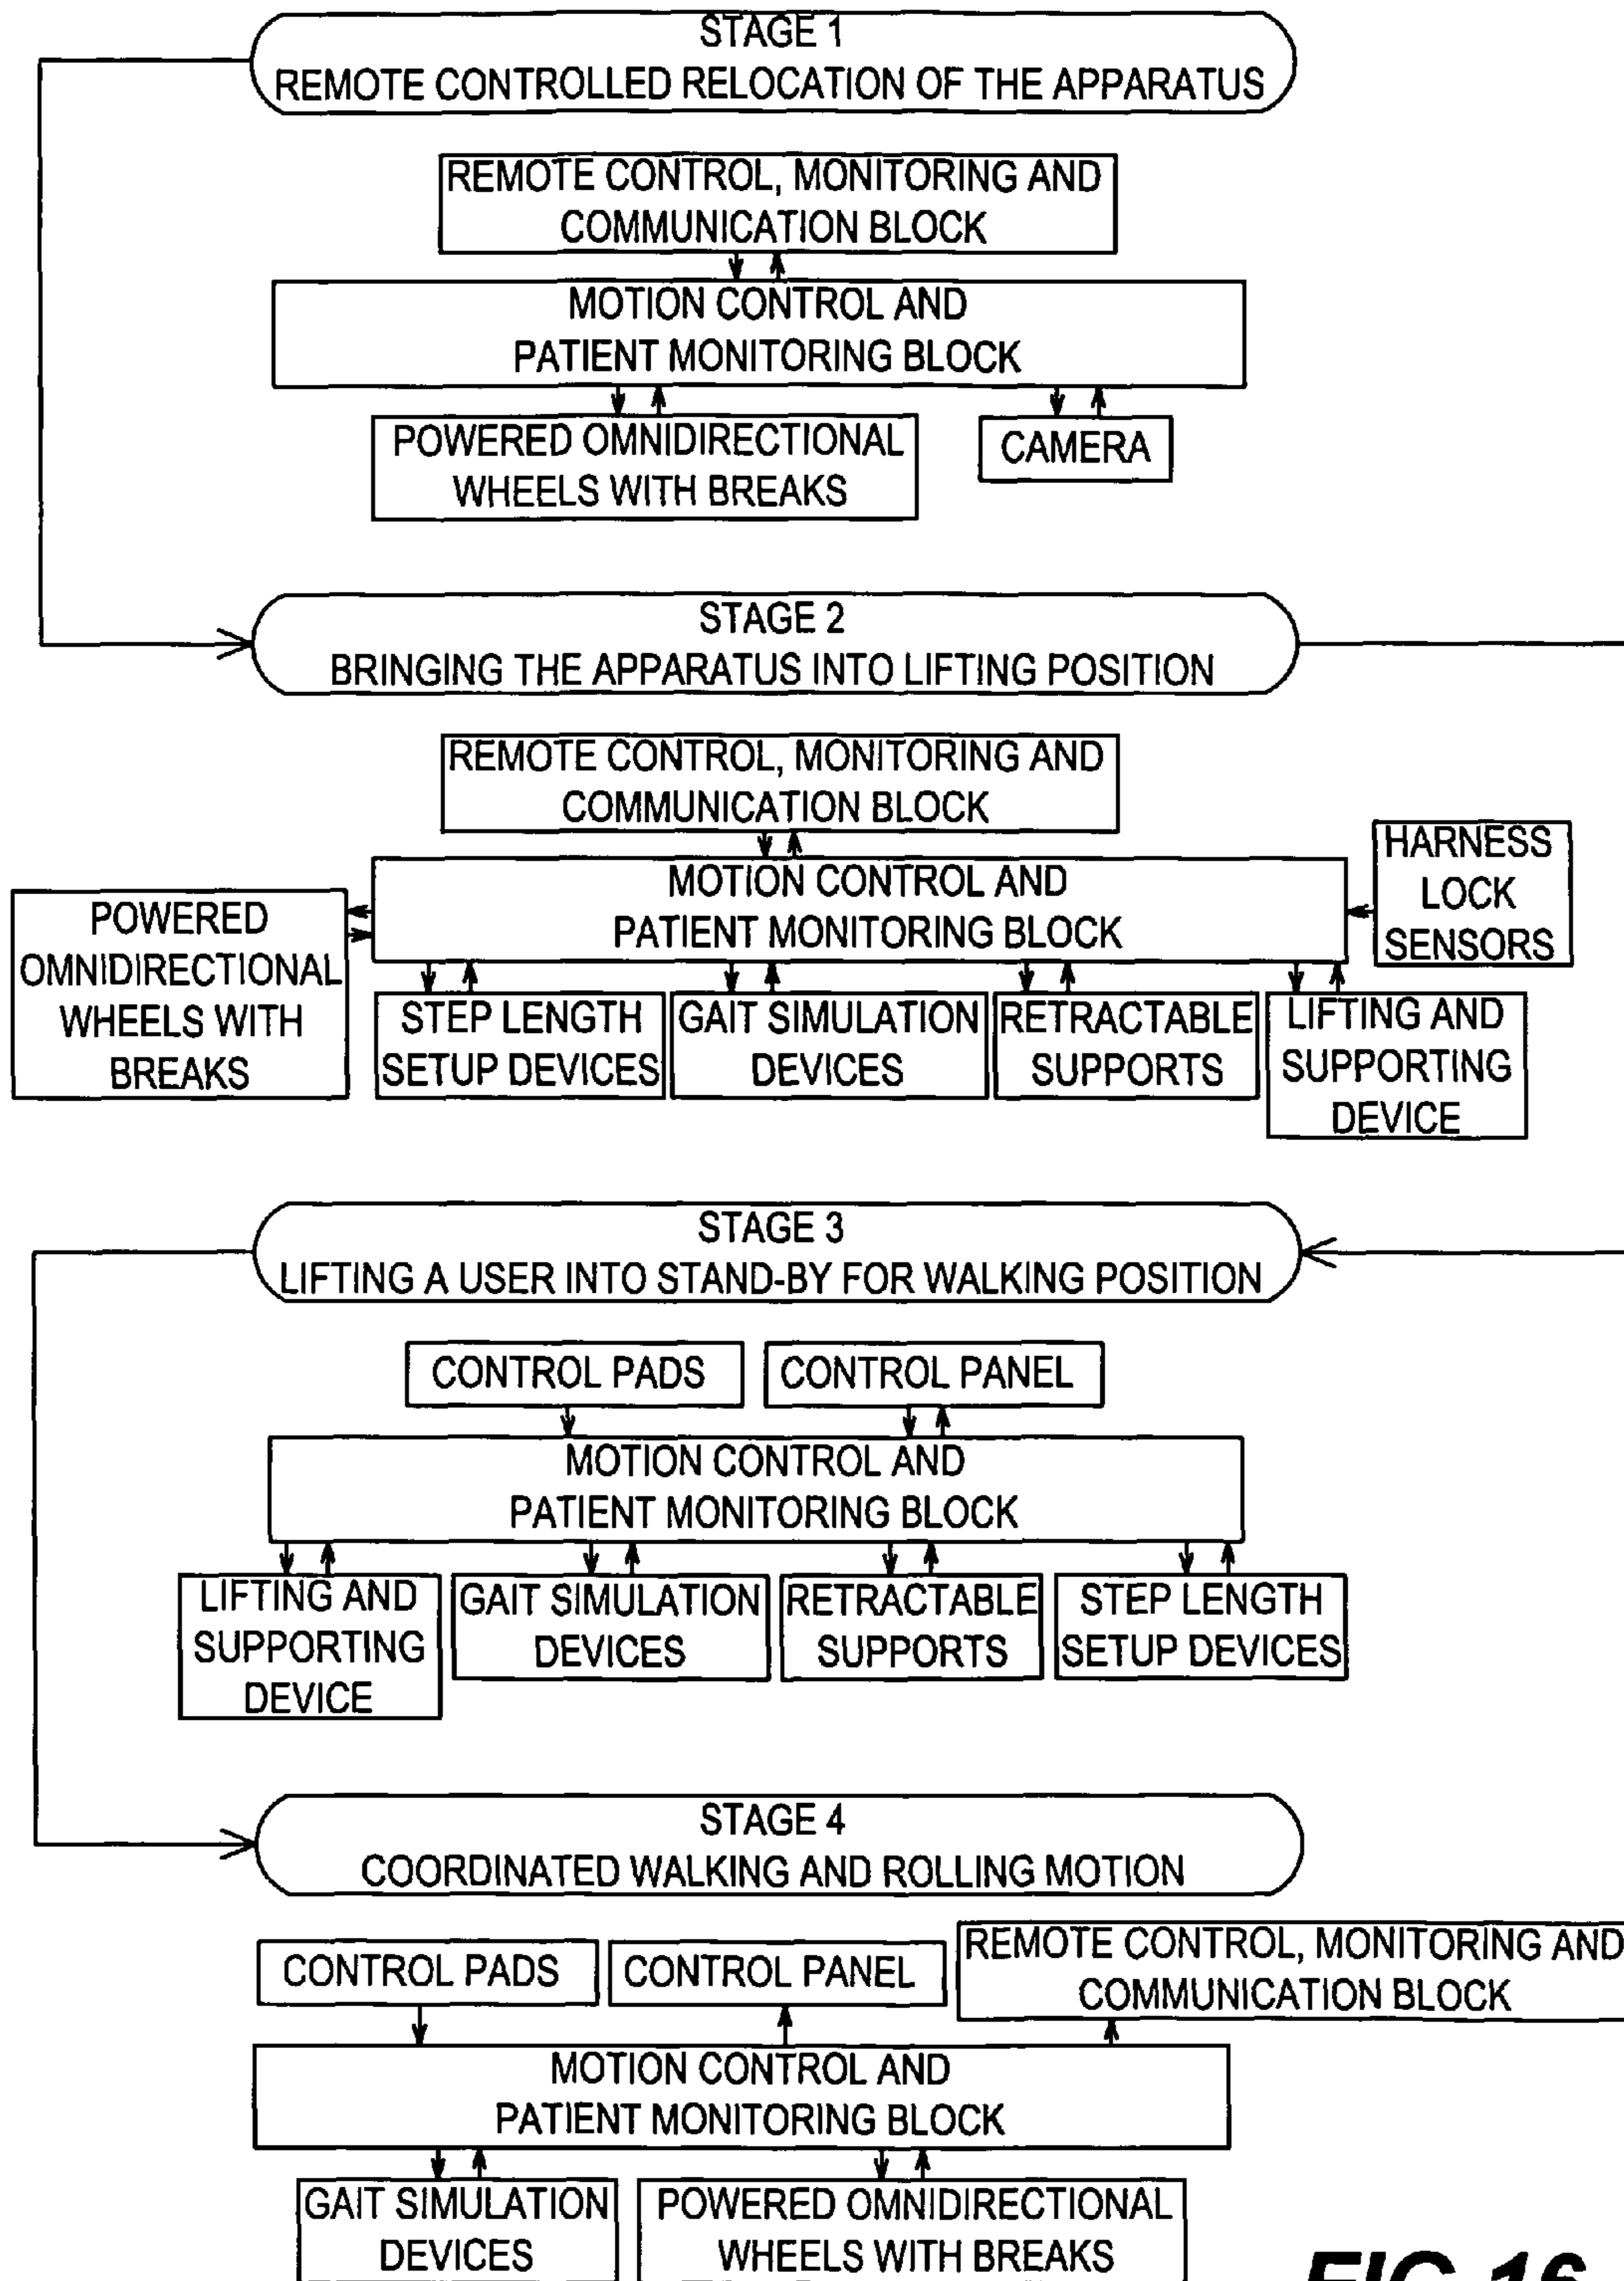 STAGE 1
REMOTE CONTROLLED RELOCATION OF THE APPARATUS
REMOTE CONTROL, MONITORING AND
COMMUNICATION BLOCK
MOTION CONTROL AND
PATIENT MONITORING BLOCK
POWERED OMNIDIRECTIONAL
WHEELS WITH BREAKS
CAMERA
STAGE 2
BRINGING THE APPARATUS INTO LIFTING POSITION
REMOTE CONTROL, MONITORING AND
COMMUNICATION BLOCK
MOTION CONTROL AND
PATIENT MONITORING BLOCK
HARNESS
LOCK
SENSORS
POWERED
OMNIDIRECTIONAL
WHEELS WITH
BREAKS
STEP LENGTH
SETUP DEVICES
GAIT SIMULATION
DEVICES
RETRACTABLE
SUPPORTS
LIFTING AND
SUPPORTING
DEVICE
STAGE 3
LIFTING A USER INTO STAND-BY FOR WALKING POSITION
CONTROL PADS
CONTROL PANEL
MOTION CONTROL AND
PATIENT MONITORING BLOCK
LIFTING AND
SUPPORTING
DEVICE
GAIT SIMULATION
DEVICES
RETRACTABLE
SUPPORTS
STEP LENGTH
SETUP DEVICES
STAGE 4
COORDINATED WALKING AND ROLLING MOTION
CONTROL PADS
CONTROL PANEL
REMOTE CONTROL, MONITORING AND
COMMUNICATION BLOCK
MOTION CONTROL AND
PATIENT MONITORING BLOCK
GAIT SIMULATION
DEVICES
POWERED OMNIDIRECTIONAL
WHEELS WITH BREAKS
FIG 16